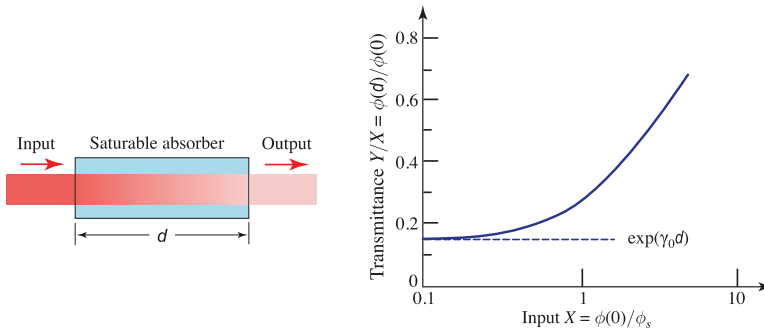 Input
Saturable absorber
Output
d
Transmittance Y/X = ϕ(d)/ϕ(0)
0.8
0.6
0.4
0.2
0
exp(γ₀d)
0.1
1
10
Input X = ϕ(0)/ϕₛ